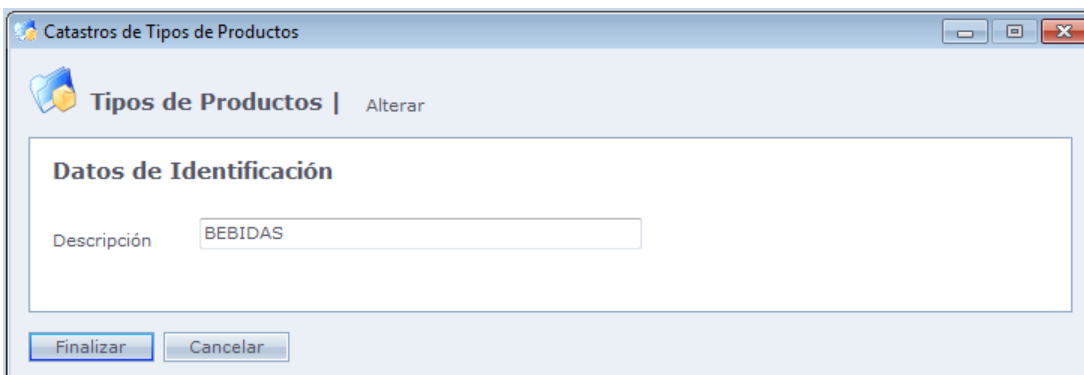 Catastros de Tipos de Productos
Tipos de Productos | Alterar
Datos de Identificación
Descripción BEBIDAS
Finalizar Cancelar